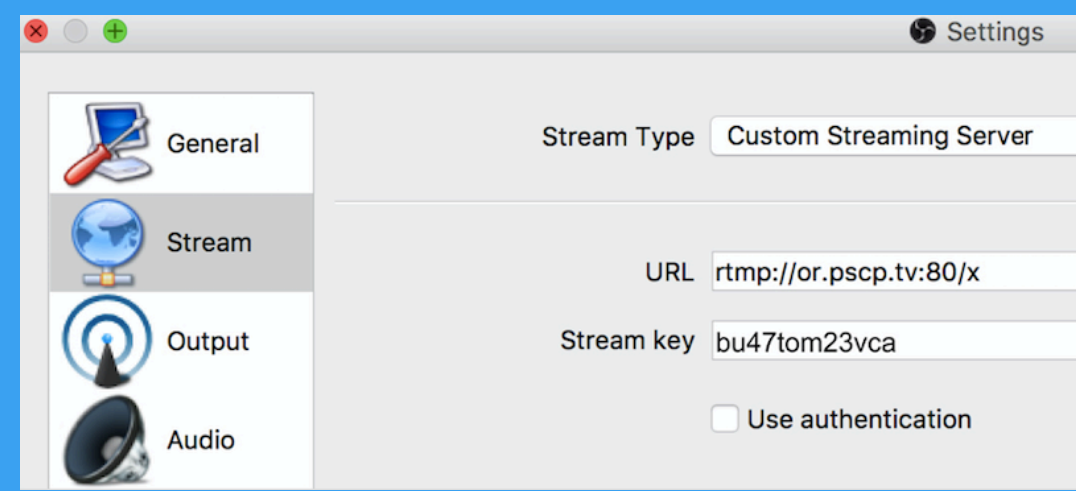 Settings
General
Stream
Output
Audio
Stream Type Custom Streaming Server
URL rtmp://or.pscp.tv:80/x
Stream key bu47tom23vca
Use authentication